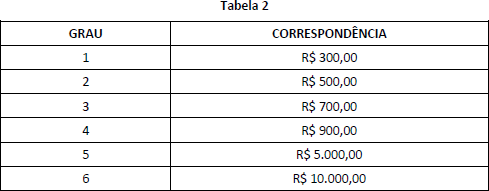 Tabela 2
GRAU CORRESPONDÊNCIA
1 R$ 300,00
2 R$ 500,00
3 R$ 700,00
4 R$ 900,00
5 R$ 5.000,00
6 R$ 10.000,00